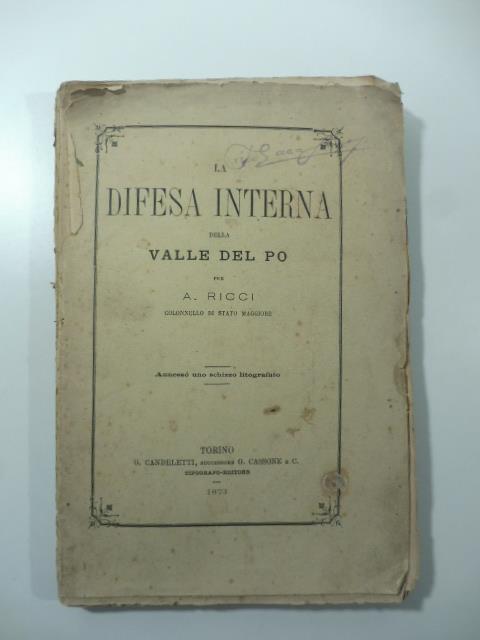 LA
DIFESA INTERNA
DELLA
VALLE DEL PO
PER
A. RICCI
COLONNELLO DI STATO MAGGIORE
Annesso uno schizzo litografato
TORINO
G. CANDELETTI, SUCCESSORE G. CASSONE E C.
TIPOGRAFO-EDITORE
1873